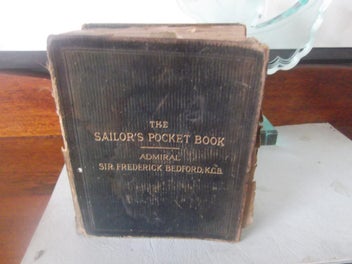 THE
SAILOR'S POCKET BOOK
ADMIRAL
SIR FREDERICK BEDFORD, K.C.B.